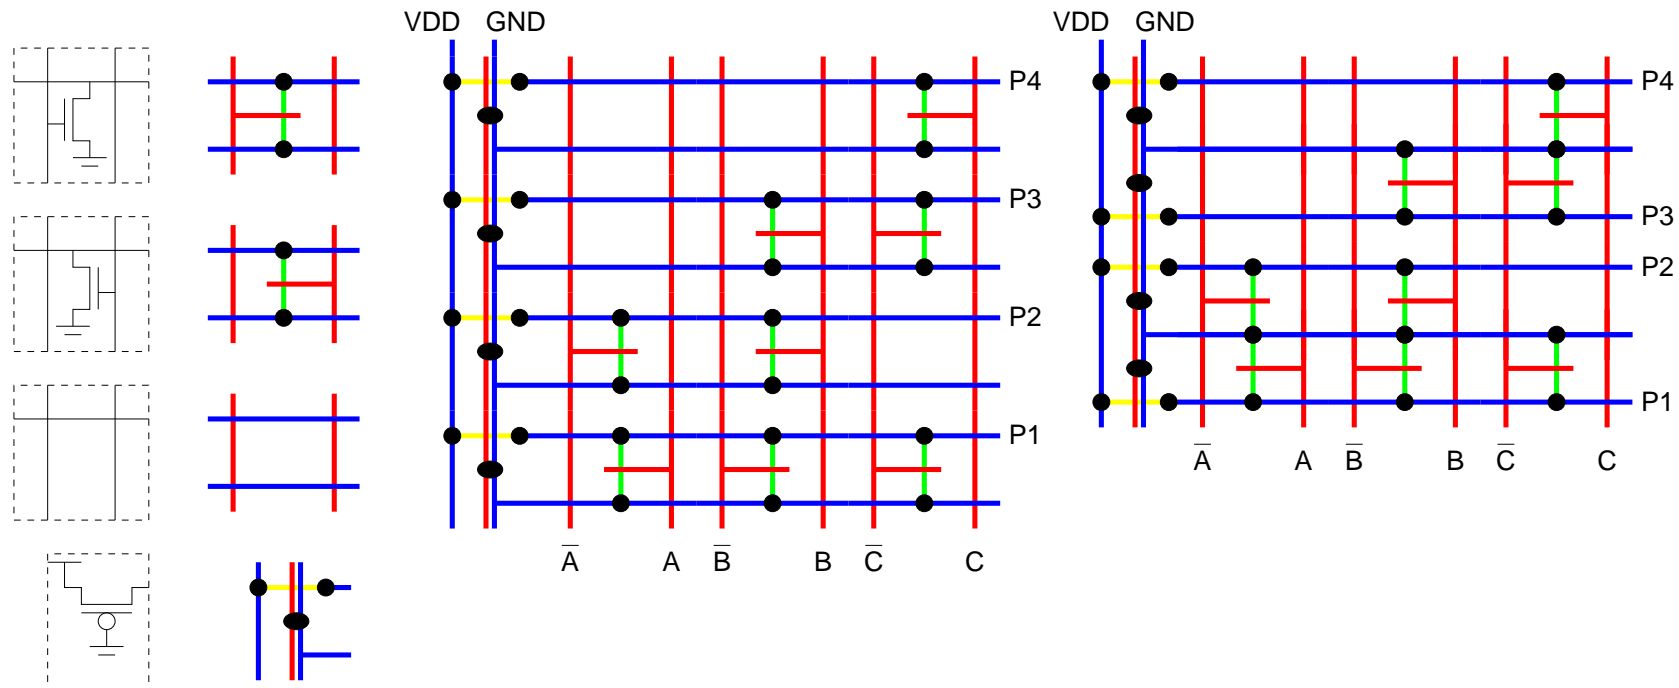 VDD GND
P4
P3
P2
P1
A̅ A B̅ B C̅ C
VDD GND
P4
P3
P2
P1
A̅ A B̅ B C̅ C